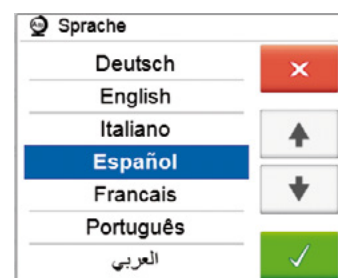 Sprache
Deutsch
English
Italiano
Español
Francais
Português
العربي